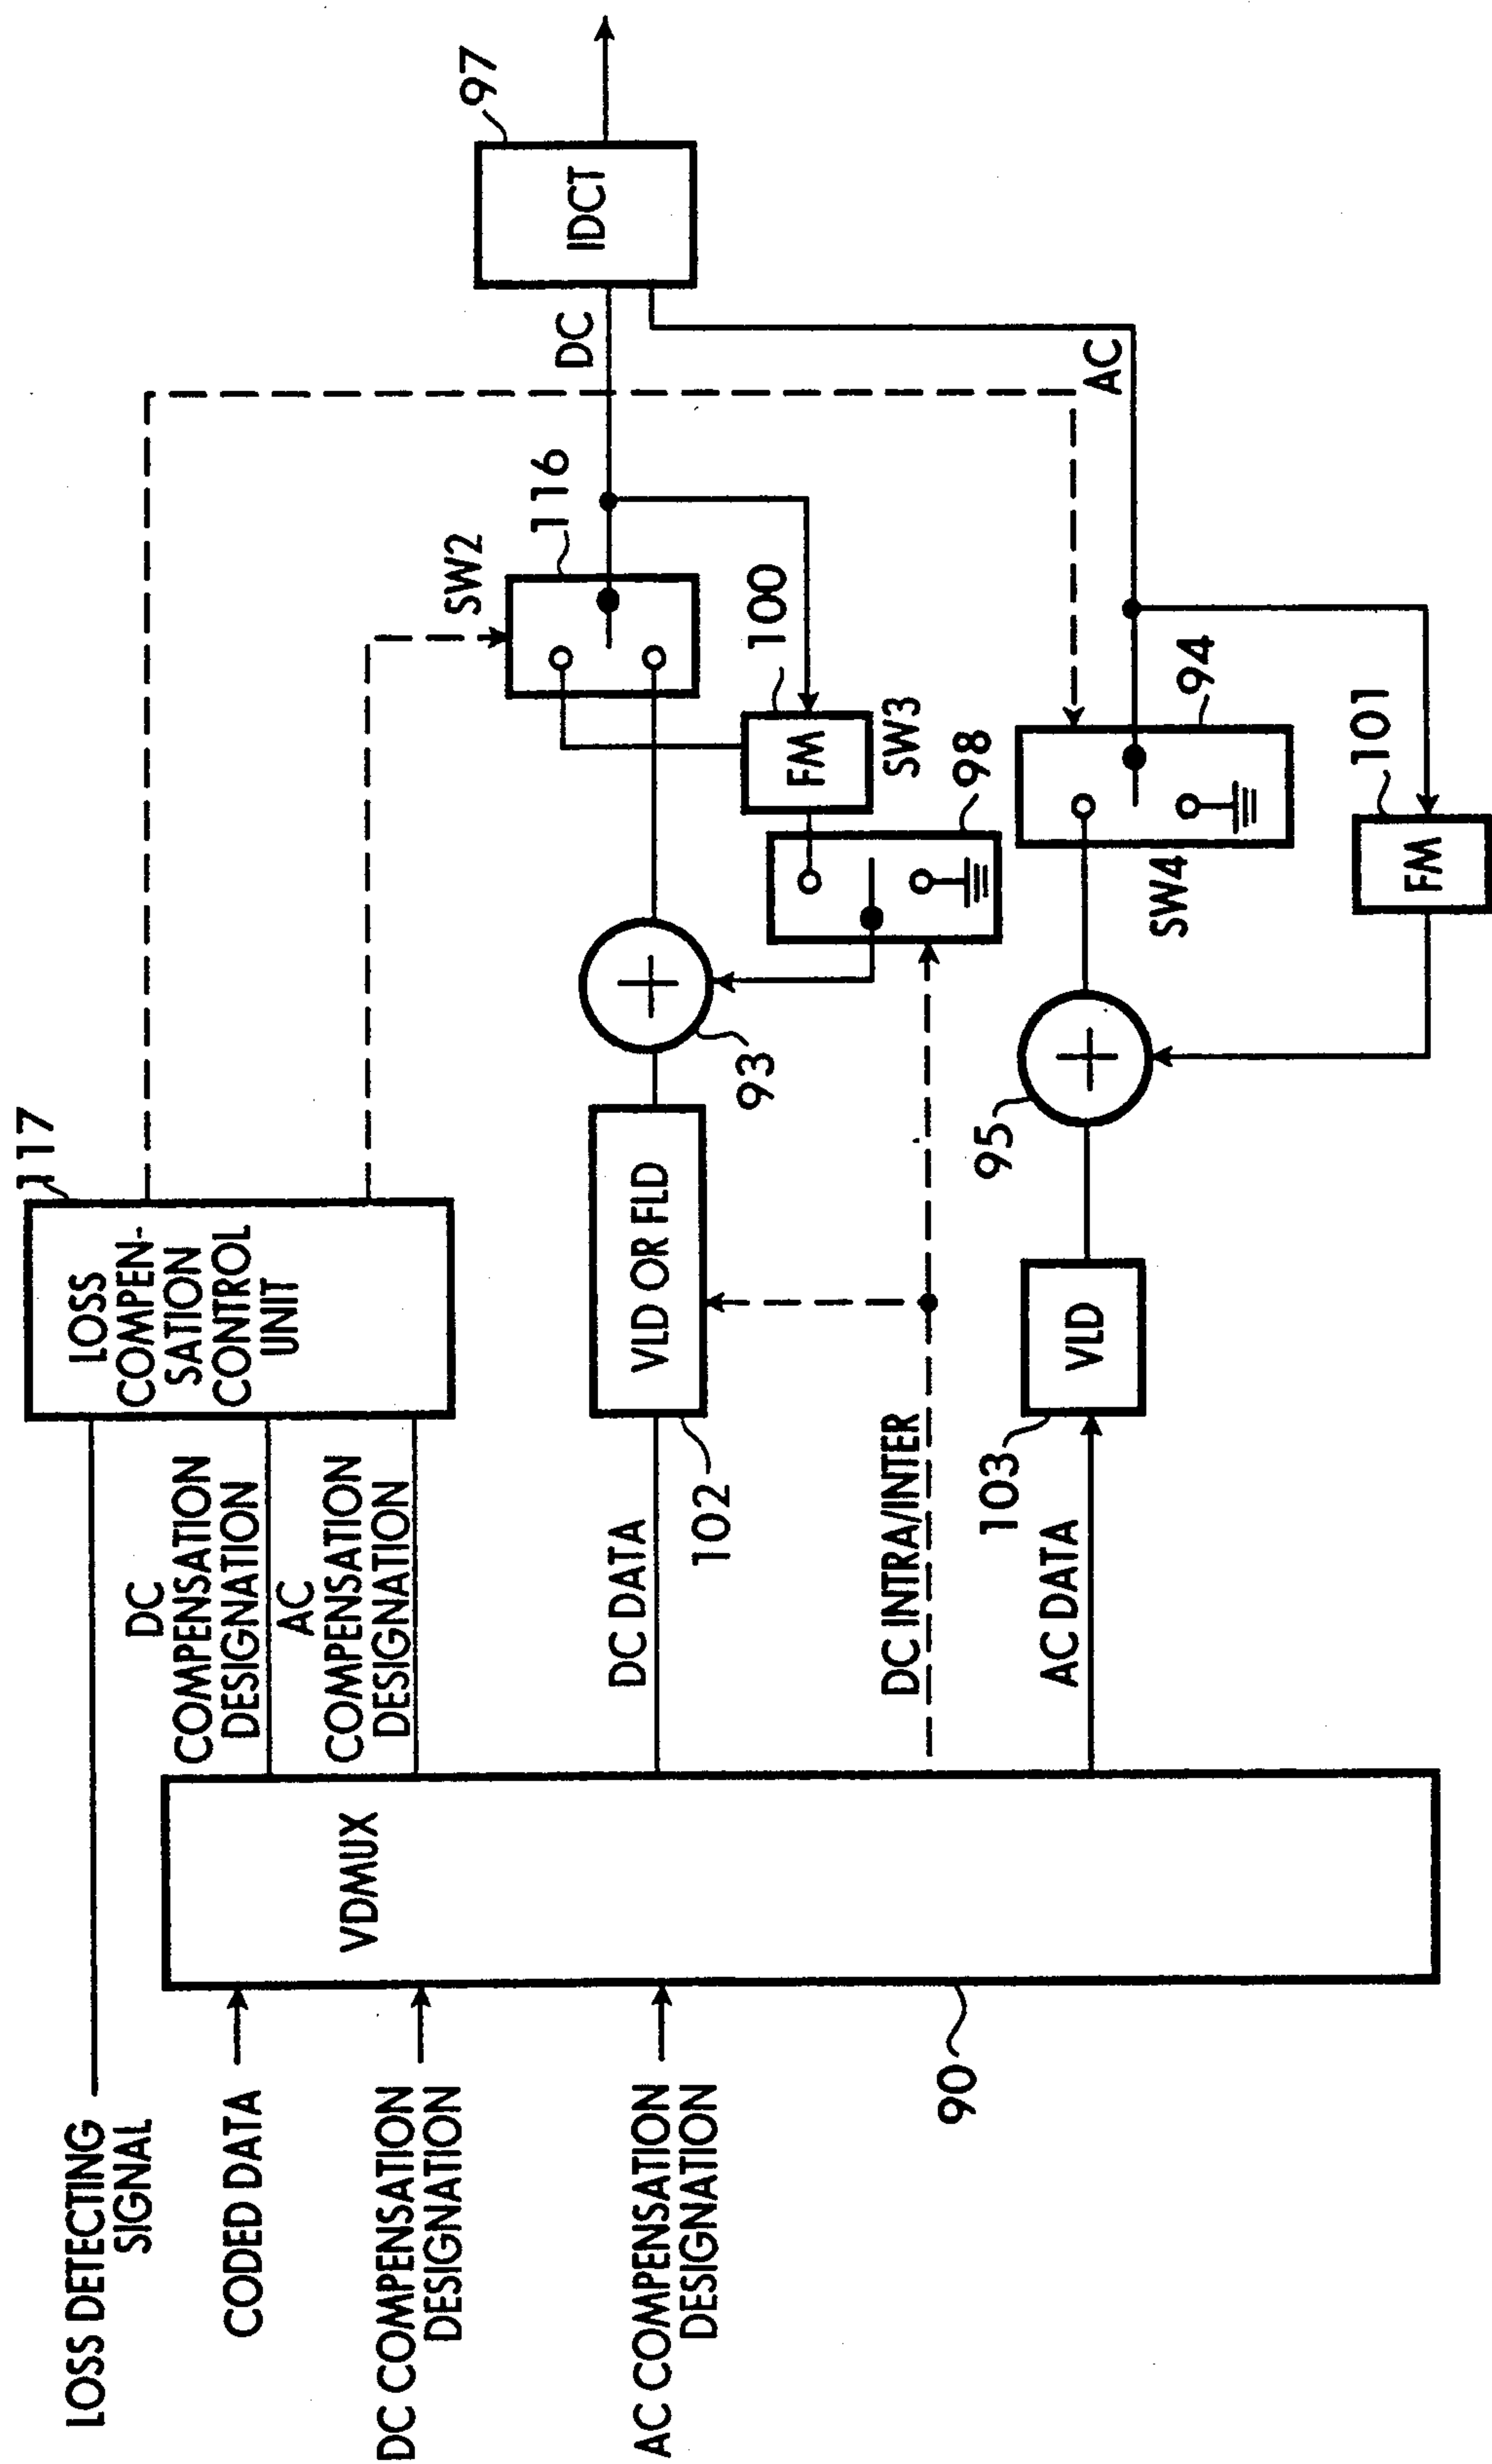 LOSS DETECTING
SIGNAL
CODED DATA
DC COMPENSATION
DESIGNATION
AC COMPENSATION
DESIGNATION
90
VDMUX
DC
COMPENSATION
DESIGNATION
AC
COMPENSATION
DESIGNATION
DC DATA
DC INTRA/INTER
AC DATA
117
LOSS
COMPEN-
SATION
CONTROL
UNIT
VLD OR FLD
102
VLD
103
93
95
SW2
116
FM
100
SW3
98
94
SW4
FM
101
DC
AC
IDCT
97